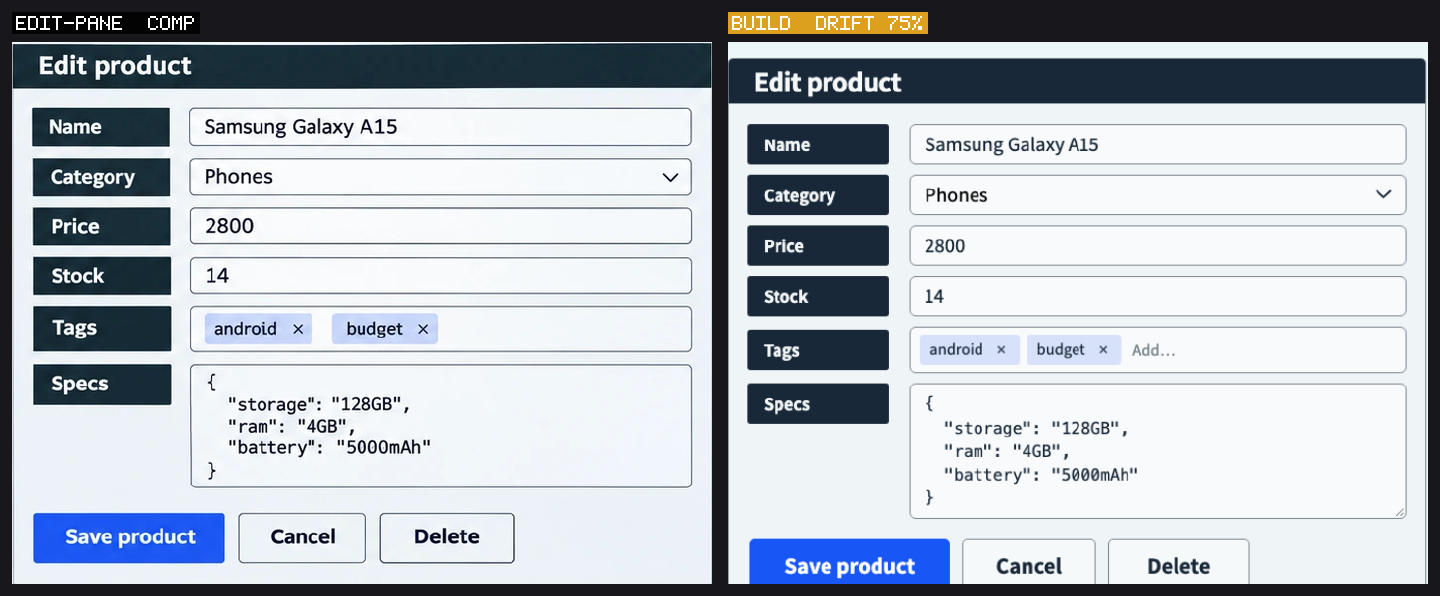 EDIT-PANE COMP
Edit product
Name
Samsung Galaxy A15
Category
Phones
Price
2800
Stock
14
Tags
android ×
budget ×
Specs
{
"storage": "128GB",
"ram": "4GB",
"battery": "5000mAh"
}
Save product
Cancel
Delete
BUILD DRIFT 75%
Edit product
Name
Samsung Galaxy A15
Category
Phones
Price
2800
Stock
14
Tags
android ×
budget ×
Add...
Specs
{
"storage": "128GB",
"ram": "4GB",
"battery": "5000mAh"
}
Save product
Cancel
Delete